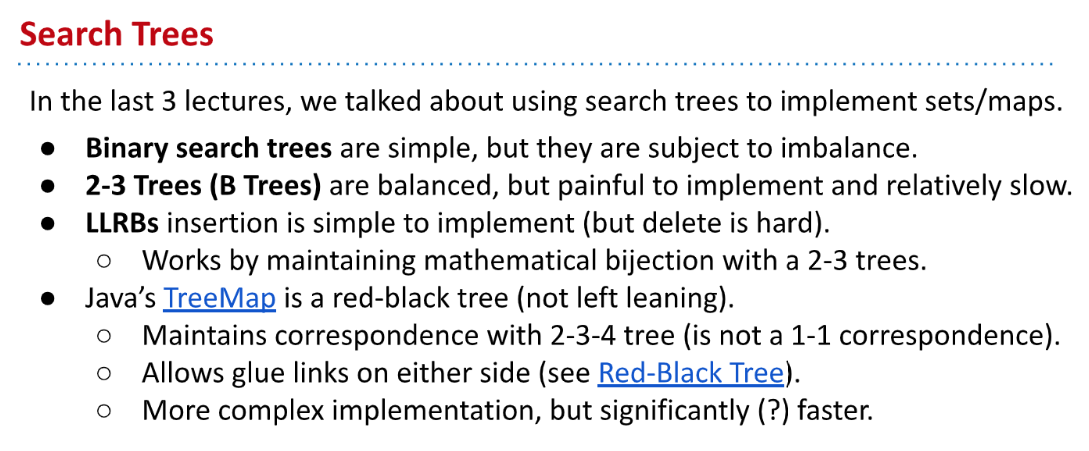 Search Trees
In the last 3 lectures, we talked about using search trees to implement sets/maps.
● Binary search trees are simple, but they are subject to imbalance.
● 2-3 Trees (B Trees) are balanced, but painful to implement and relatively slow.
● LLRBs insertion is simple to implement (but delete is hard).
○ Works by maintaining mathematical bijection with a 2-3 trees.
● Java’s TreeMap is a red-black tree (not left leaning).
○ Maintains correspondence with 2-3-4 tree (is not a 1-1 correspondence).
○ Allows glue links on either side (see Red-Black Tree).
○ More complex implementation, but significantly (?) faster.